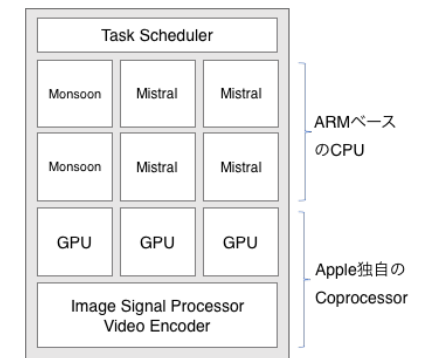 Task Scheduler
Monsoon Mistral Mistral
ARMベース
のCPU
Monsoon Mistral Mistral
GPU GPU GPU
Apple独自の
Coprocessor
Image Signal Processor
Video Encoder